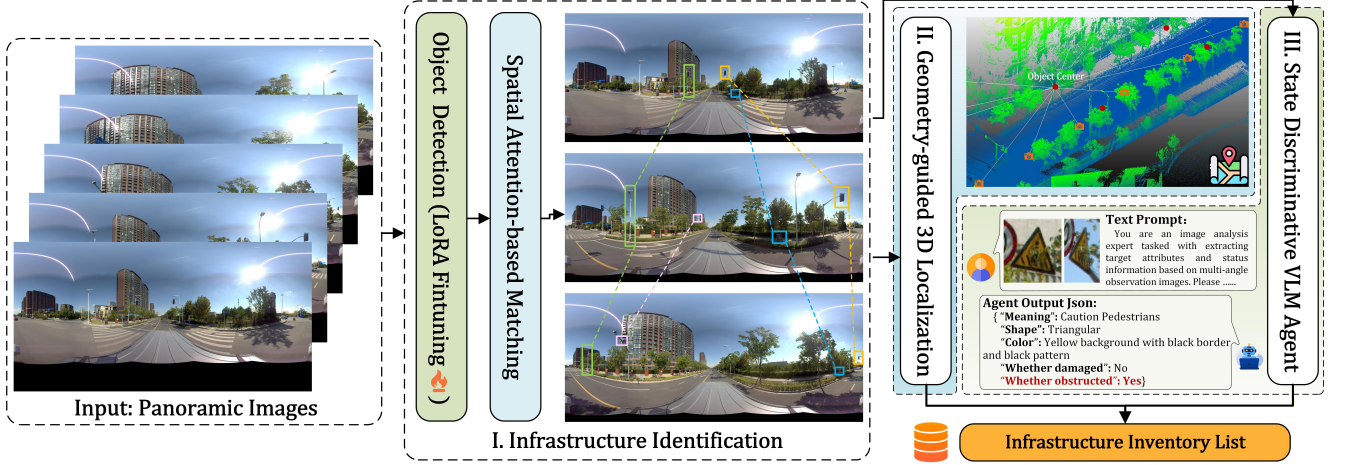 Input: Panoramic Images
Object Detection (LoRA Fintuning )
Spatial Attention-based Matching
I. Infrastructure Identification
II. Geometry-guided 3D Localization
Object Center
III. State Discriminative VLM Agent
Text Prompt:
You are an image analysis
expert tasked with extracting
target attributes and status
information based on multi-angle
observation images. Please ......
Agent Output Json:
{ “Meaning”: Caution Pedestrians
“Shape”: Triangular
“Color”: Yellow background with black border
and black pattern
“Whether damaged”: No
“Whether obstructed”: Yes}
Infrastructure Inventory List